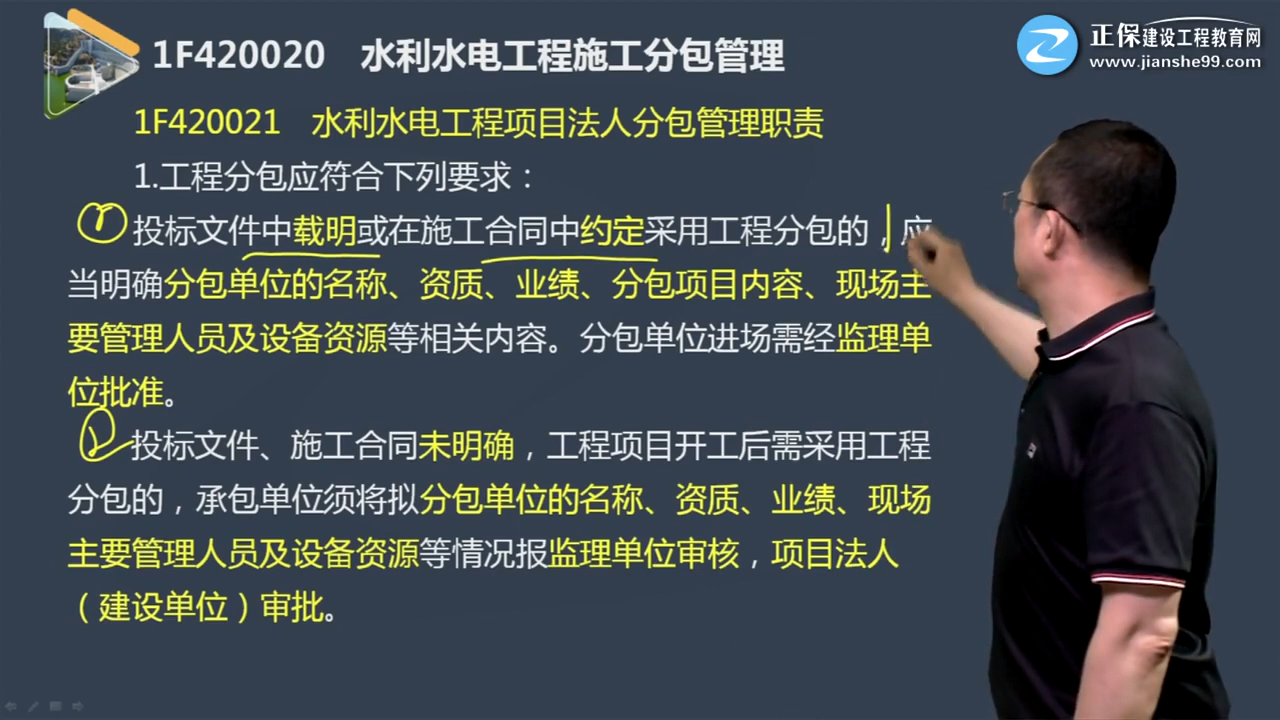 1F420020 水利水电工程施工分包管理
正保建设工程教育网
www.jianshe99.com
1F420021 水利水电工程项目法人分包管理职责
1.工程分包应符合下列要求：
①投标文件中载明或在施工合同中约定采用工程分包的，应
当明确分包单位的名称、资质、业绩、分包项目内容、现场主
要管理人员及设备资源等相关内容。分包单位进场需经监理单
位批准。
投标文件、施工合同未明确，工程项目开工后需采用工程
分包的，承包单位须将拟分包单位的名称、资质、业绩、现场
主要管理人员及设备资源等情况报监理单位审核，项目法人
（建设单位）审批。